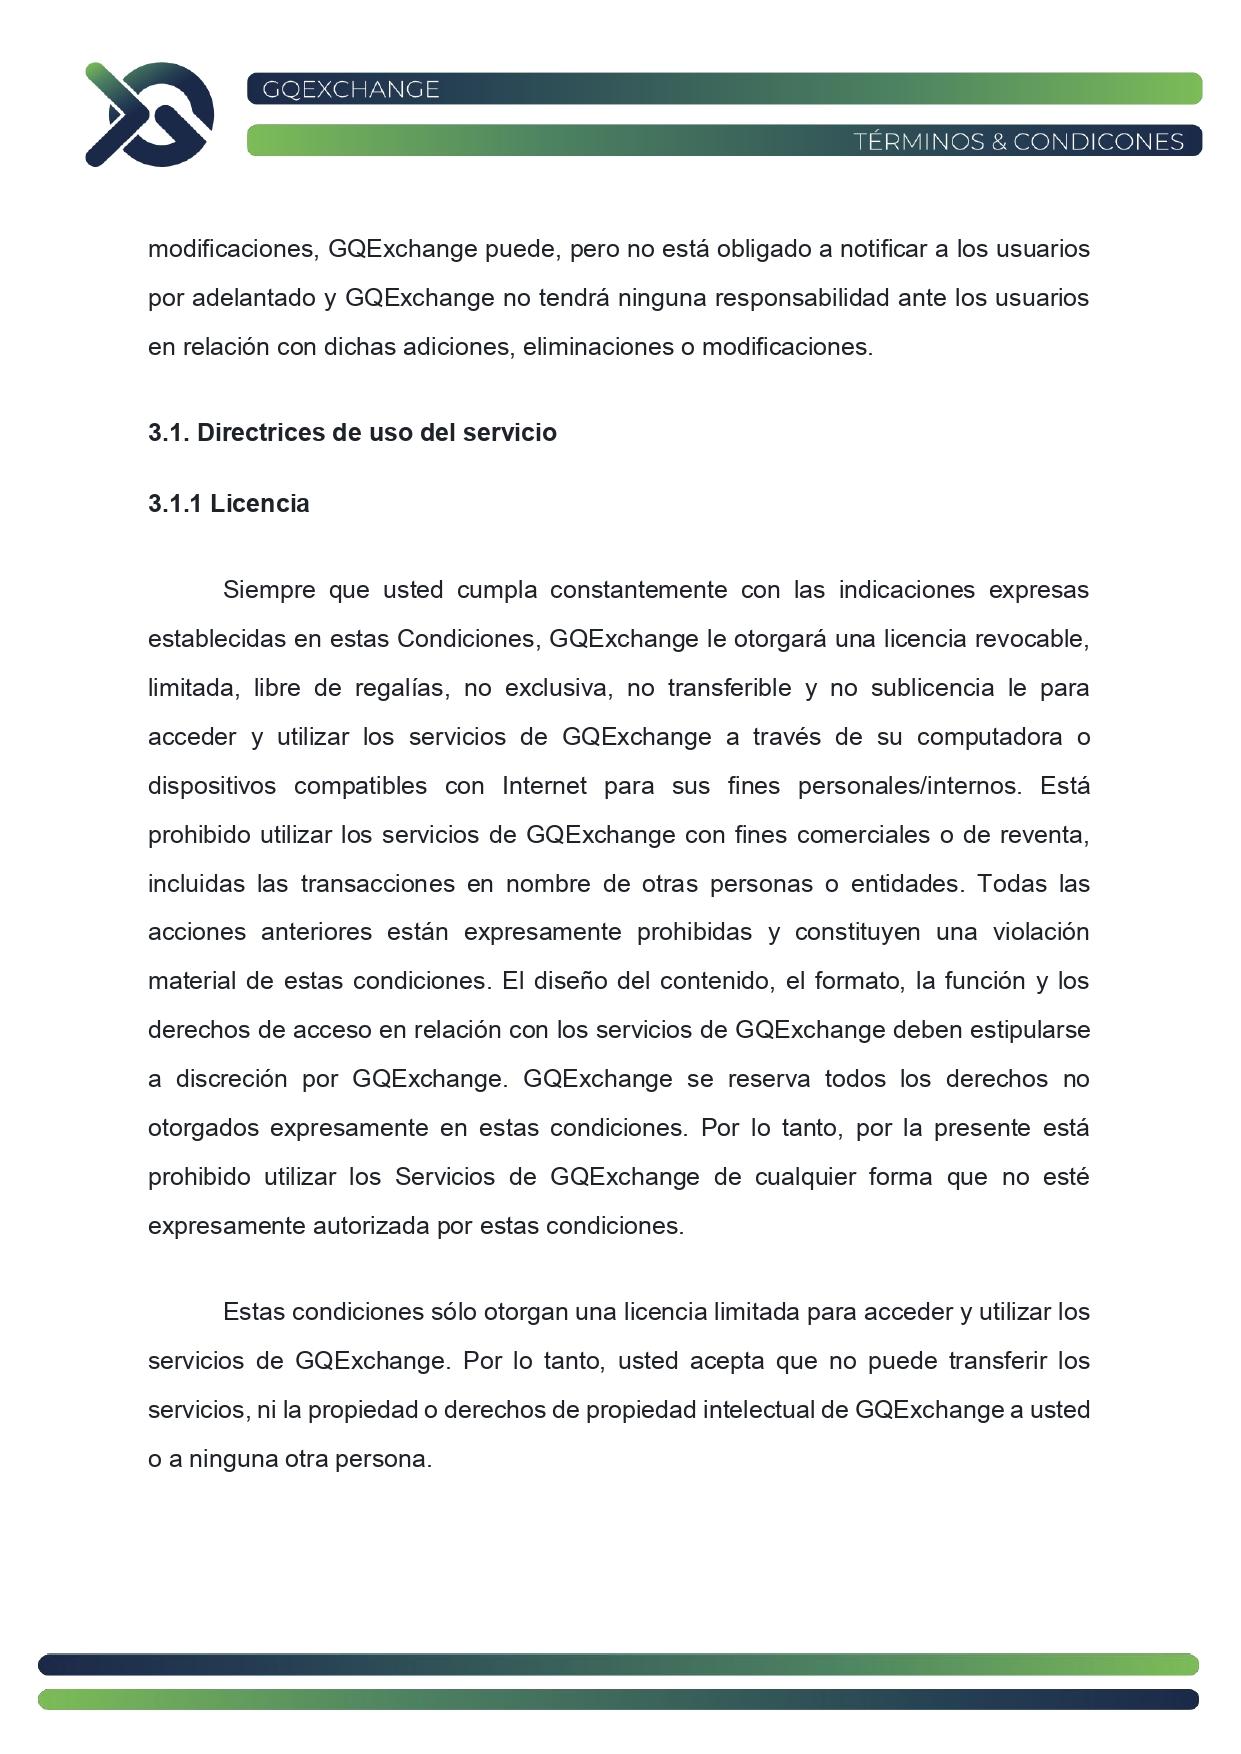 GQEXCHANGE
TÉRMINOS & CONDICONES
modificaciones, GQExchange puede, pero no está obligado a notificar a los usuarios
por adelantado y GQExchange no tendrá ninguna responsabilidad ante los usuarios
en relación con dichas adiciones, eliminaciones o modificaciones.
3.1. Directrices de uso del servicio
3.1.1 Licencia
Siempre que usted cumpla constantemente con las indicaciones expresas
establecidas en estas Condiciones, GQExchange le otorgará una licencia revocable,
limitada, libre de regalías, no exclusiva, no transferible y no sublicencia le para
acceder y utilizar los servicios de GQExchange a través de su computadora o
dispositivos compatibles con Internet para sus fines personales/internos. Está
prohibido utilizar los servicios de GQExchange con fines comerciales o de reventa,
incluidas las transacciones en nombre de otras personas o entidades. Todas las
acciones anteriores están expresamente prohibidas y constituyen una violación
material de estas condiciones. El diseño del contenido, el formato, la función y los
derechos de acceso en relación con los servicios de GQExchange deben estipularse
a discreción por GQExchange. GQExchange se reserva todos los derechos no
otorgados expresamente en estas condiciones. Por lo tanto, por la presente está
prohibido utilizar los Servicios de GQExchange de cualquier forma que no esté
expresamente autorizada por estas condiciones.
Estas condiciones sólo otorgan una licencia limitada para acceder y utilizar los
servicios de GQExchange. Por lo tanto, usted acepta que no puede transferir los
servicios, ni la propiedad o derechos de propiedad intelectual de GQExchange a usted
o a ninguna otra persona.